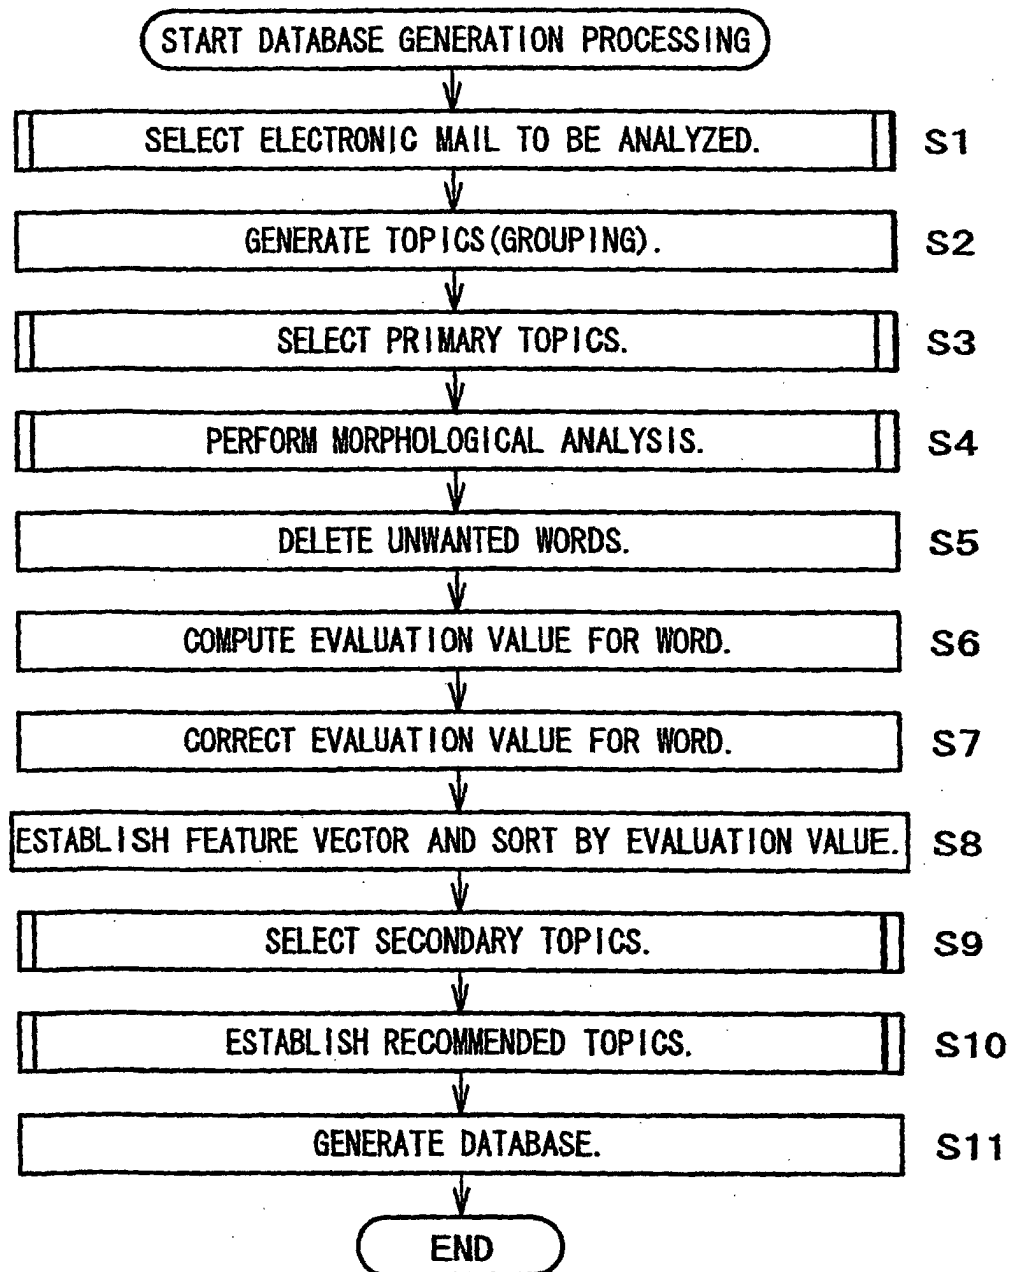 START DATABASE GENERATION PROCESSING
SELECT ELECTRONIC MAIL TO BE ANALYZED. S1
GENERATE TOPICS(GROUPING). S2
SELECT PRIMARY TOPICS. S3
PERFORM MORPHOLOGICAL ANALYSIS. S4
DELETE UNWANTED WORDS. S5
COMPUTE EVALUATION VALUE FOR WORD. S6
CORRECT EVALUATION VALUE FOR WORD. S7
ESTABLISH FEATURE VECTOR AND SORT BY EVALUATION VALUE. S8
SELECT SECONDARY TOPICS. S9
ESTABLISH RECOMMENDED TOPICS. S10
GENERATE DATABASE. S11
END